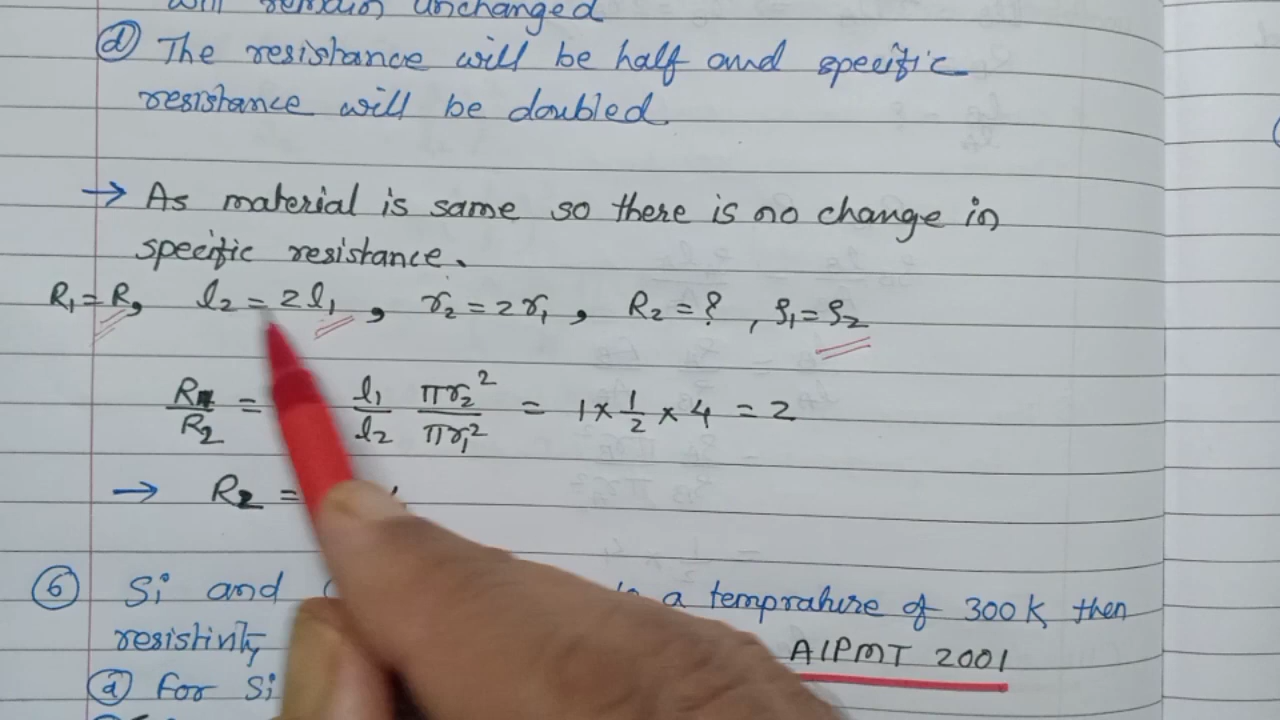 will remain unchanged
(d) The resistance will be half and specific
resistance will be doubled
→ As material is same so there is no change in
specific resistance.
R₁ = R, l₂ = 2l₁, r₂ = 2r₁, R₂ = ?, ρ₁ = ρ₂
R₁/R₂ = l₁/l₂ πr₂²/πr₁² = 1 × 1/2 × 4 = 2
→ R₂ =
(6) Si and a temprature of 300K then
resistivity
AIPMT 2001
(a) For Si